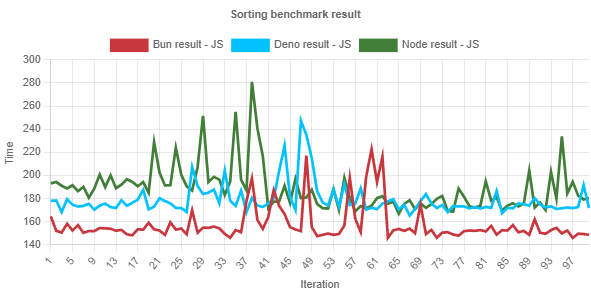 Sorting benchmark result
Bun result - JS Deno result - JS Node result - JS
300
280
260
240
220
200
180
160
140
Time
1 5 9 13 17 21 25 29 33 37 41 45 49 53 57 61 65 69 73 77 81 85 89 93 97
Iteration